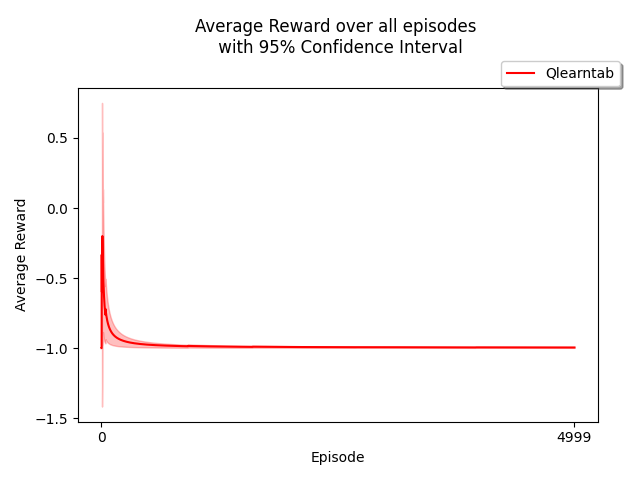 Average Reward over all episodes
with 95% Confidence Interval
Qlearntab
0.5
0.0
−0.5
−1.0
−1.5
Average Reward
0
4999
Episode